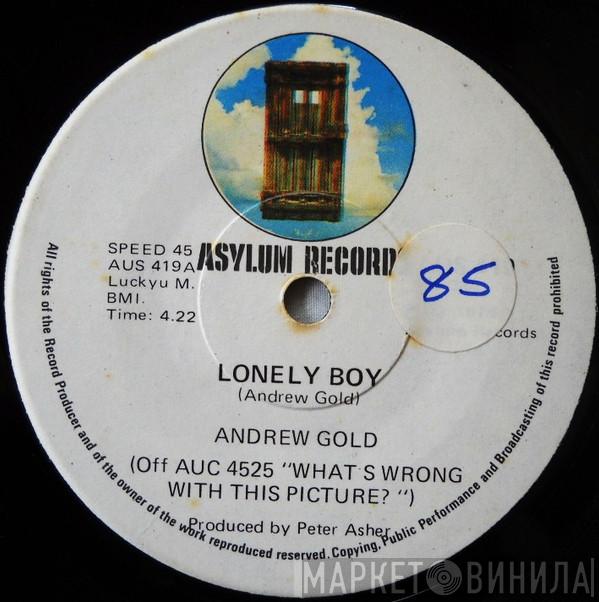 SPEED 45
AUS 419A
Luckyu M.
BMI.
Time: 4.22
ASYLUM RECORD
85
LONELY BOY
(Andrew Gold)
ANDREW GOLD
(Off AUC 4525 "WHAT'S WRONG
WITH THIS PICTURE? ")
Produced by Peter Asher
All rights of the Record Producer and of the owner of the work reproduced reserved. Copying, Public Performance and Broadcasting of this record prohibited
МАРКЕТ ВИНИЛА